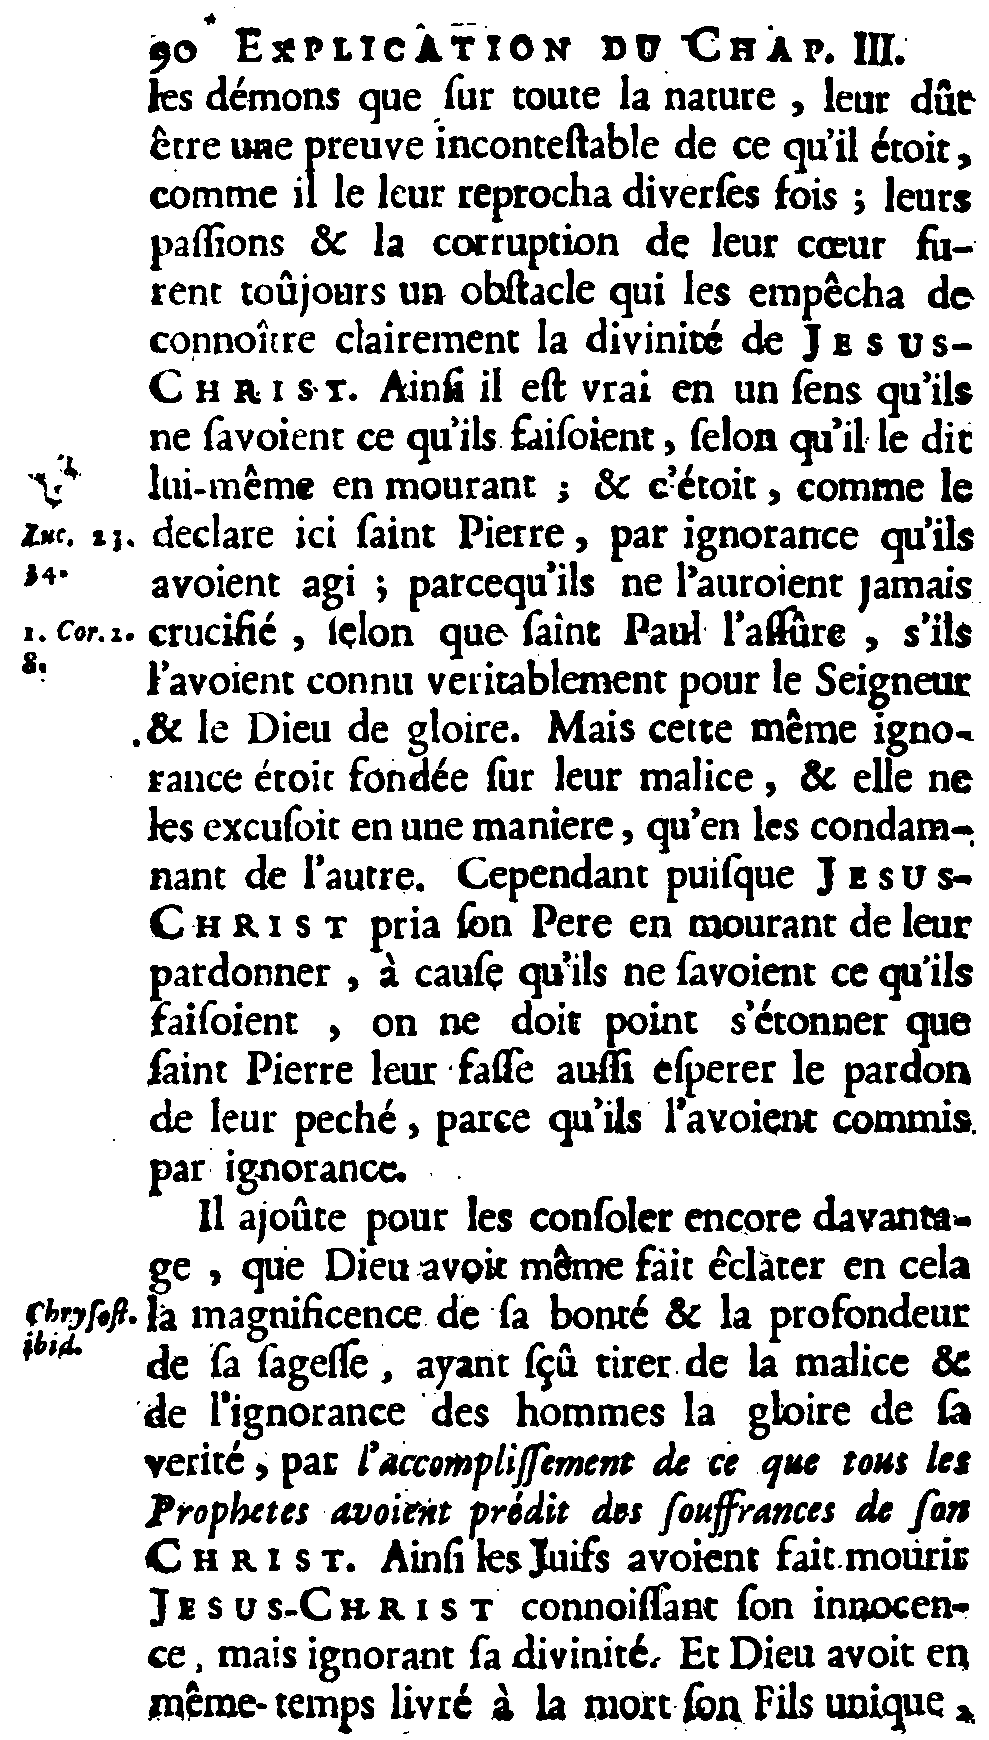 90 EXPLICATION DU CHAP. III.
les démons que ſur toute la nature, leur dût
être une preuve inconteſtable de ce qu'il étoit,
comme il le leur reprocha diverſes fois ; leurs
paſſions & la corruption de leur cœur fu-
rent toûjours un obſtacle qui les empêcha de
connoître clairement la divinité de JESUS-
CHRIST. Ainſi il eſt vrai en un ſens qu'ils
ne ſavoient ce qu'ils faiſoient, ſelon qu'il le dit
lui-même en mourant ; & c'étoit, comme le
Luc. 23. declare ici ſaint Pierre, par ignorance qu'ils
34. avoient agi ; parcequ'ils ne l'auroient jamais
1. Cor. 2. crucifié, ſelon que ſaint Paul l'aſſûre, s'ils
8. l'avoient connu veritablement pour le Seigneur
& le Dieu de gloire. Mais cette même igno-
rance étoit fondée ſur leur malice, & elle ne
les excuſoit en une maniere, qu'en les condam-
nant de l'autre. Cependant puiſque JESUS-
CHRIST pria ſon Pere en mourant de leur
pardonner, à cauſe qu'ils ne ſavoient ce qu'ils
faiſoient, on ne doit point s'étonner que
ſaint Pierre leur faſſe auſſi eſperer le pardon
de leur peché, parce qu'ils l'avoient commis
par ignorance.
Il ajoûte pour les conſoler encore davanta-
ge, que Dieu avoit même fait éclater en cela
Chryſoſt. la magnificence de ſa bonté & la profondeur
ibid. de ſa ſageſſe, ayant ſçû tirer de la malice &
de l'ignorance des hommes la gloire de ſa
verité, par l'accompliſſement de ce que tous les
Prophetes avoient prédit des ſouffrances de ſon
CHRIST. Ainſi les Juifs avoient fait mourir
JESUS-CHRIST connoiſſant ſon innocen-
ce, mais ignorant ſa divinité. Et Dieu avoit en
même-temps livré à la mort ſon Fils unique,